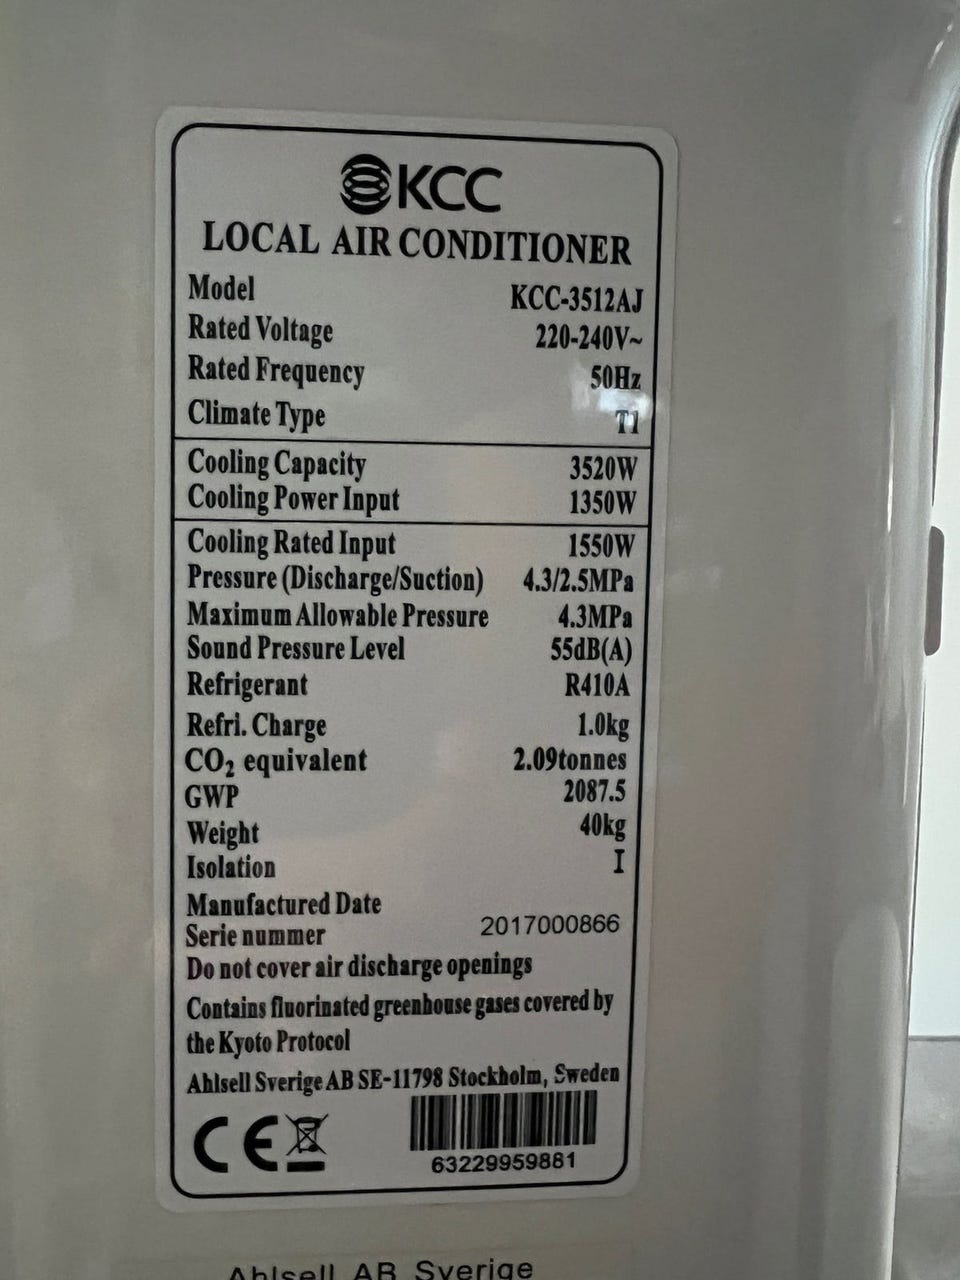 KCC
LOCAL AIR CONDITIONER
Model KCC-3512AJ
Rated Voltage 220-240V~
Rated Frequency 50Hz
Climate Type T1
Cooling Capacity 3520W
Cooling Power Input 1350W
Cooling Rated Input 1550W
Pressure (Discharge/Suction) 4.3/2.5MPa
Maximum Allowable Pressure 4.3MPa
Sound Pressure Level 55dB(A)
Refrigerant R410A
Refri. Charge 1.0kg
CO₂ equivalent 2.09tonnes
GWP 2087.5
Weight 40kg
Isolation I
Manufactured Date
Serie nummer 2017000866
Do not cover air discharge openings
Contains fluorinated greenhouse gases covered by
the Kyoto Protocol
Ahlsell Sverige AB SE-11798 Stockholm, Sweden
CE
63229959881
Ahlsell AB Sverige